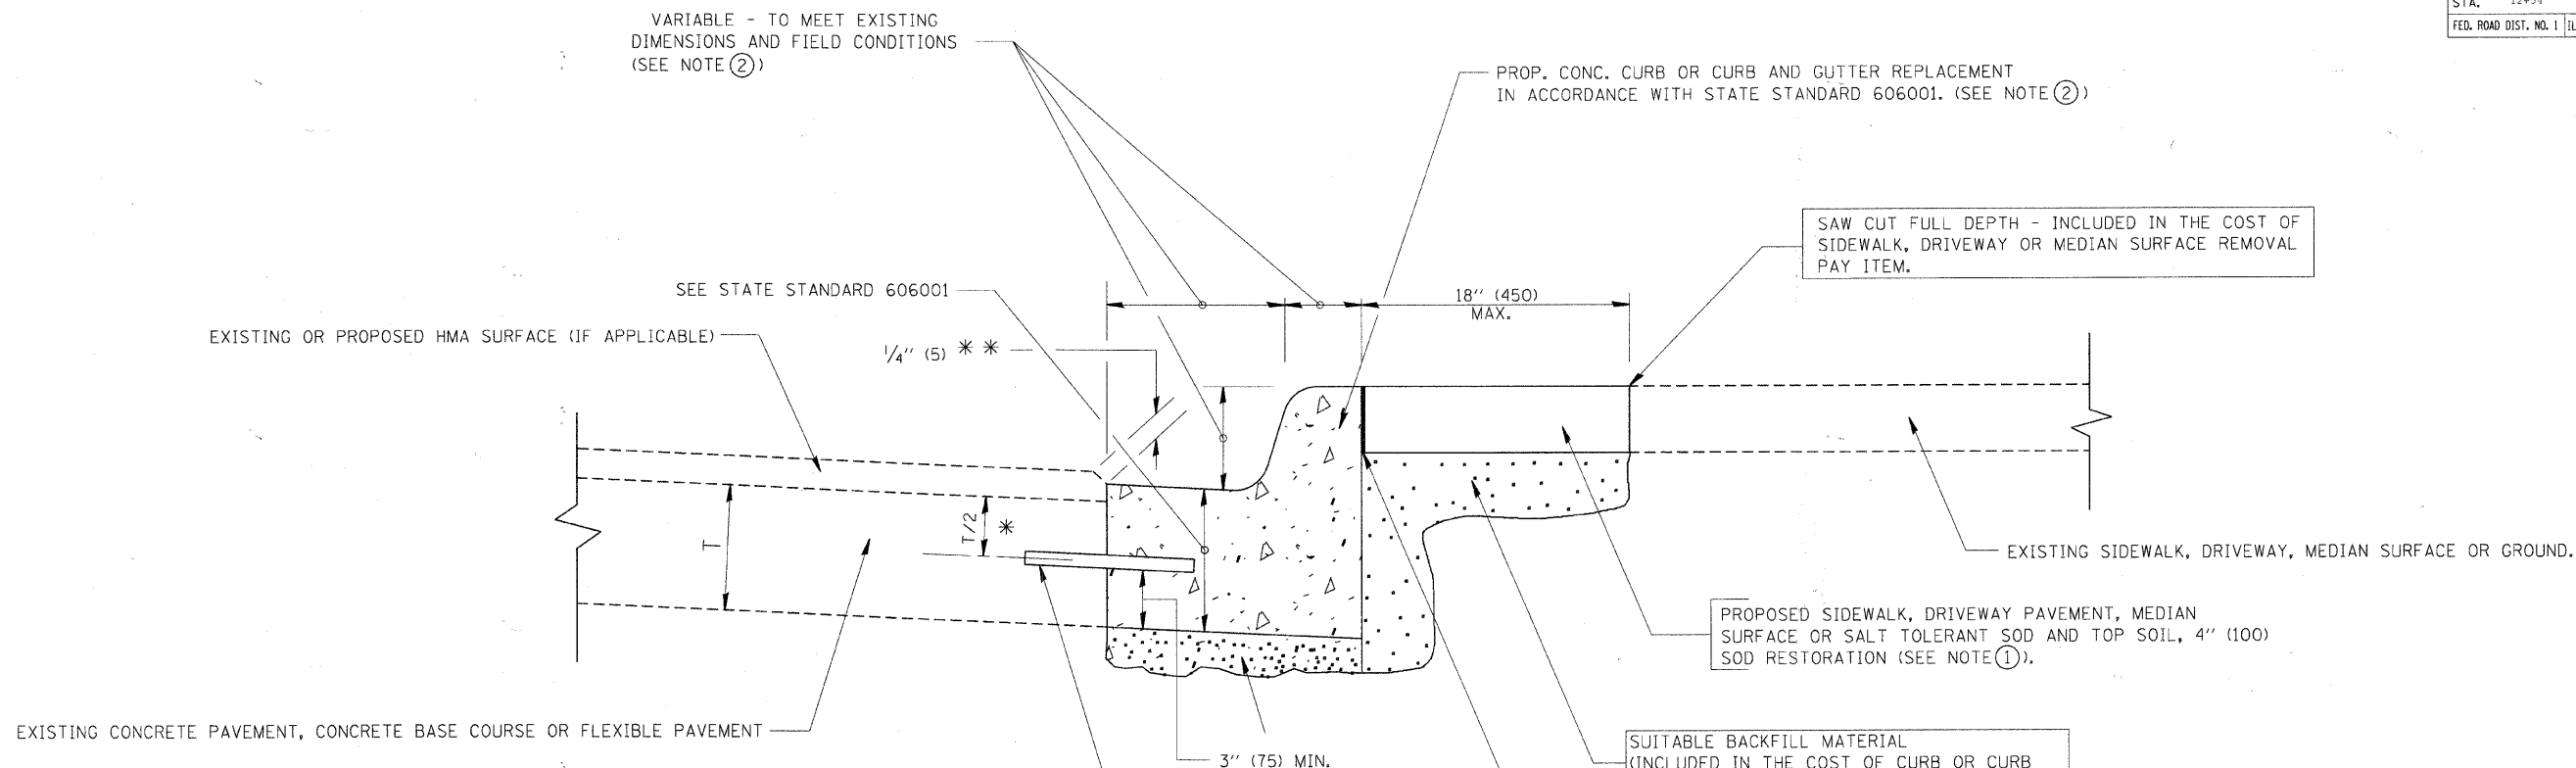 VARIABLE - TO MEET EXISTING
DIMENSIONS AND FIELD CONDITIONS
(SEE NOTE ②)
STA. 12+54
FED. ROAD DIST. NO. 1
PROP. CONC. CURB OR CURB AND GUTTER REPLACEMENT
IN ACCORDANCE WITH STATE STANDARD 606001. (SEE NOTE ②)
SAW CUT FULL DEPTH - INCLUDED IN THE COST OF
SIDEWALK, DRIVEWAY OR MEDIAN SURFACE REMOVAL
PAY ITEM.
SEE STATE STANDARD 606001
18" (450)
MAX.
EXISTING OR PROPOSED HMA SURFACE (IF APPLICABLE)
1/4" (5) * *
T
T/2 *
EXISTING SIDEWALK, DRIVEWAY, MEDIAN SURFACE OR GROUND.
PROPOSED SIDEWALK, DRIVEWAY PAVEMENT, MEDIAN
SURFACE OR SALT TOLERANT SOD AND TOP SOIL, 4" (100)
SOD RESTORATION (SEE NOTE ①).
EXISTING CONCRETE PAVEMENT, CONCRETE BASE COURSE OR FLEXIBLE PAVEMENT
3" (75) MIN.
SUITABLE BACKFILL MATERIAL
(INCLUDED IN THE COST OF CURB OR CURB